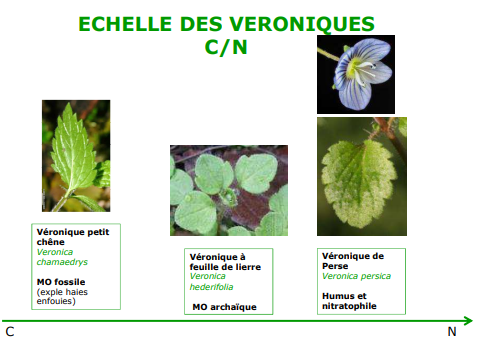 ECHELLE DES VERONIQUES
C/N
Véronique petit
chêne
Veronica
chamaedrys
MO fossile
(exple haies
enfouies)
Véronique à
feuille de lierre
Veronica
hederifolia
MO archaïque
Véronique de
Perse
Veronica persica
Humus et
nitratophile
C
N